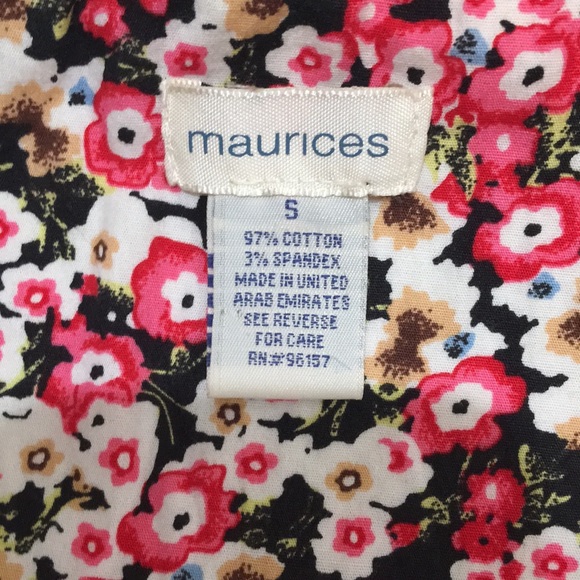 maurices
S
97% COTTON
3% SPANDEX
MADE IN UNITED
ARAB EMIRATES
SEE REVERSE
FOR CARE
RN#96157